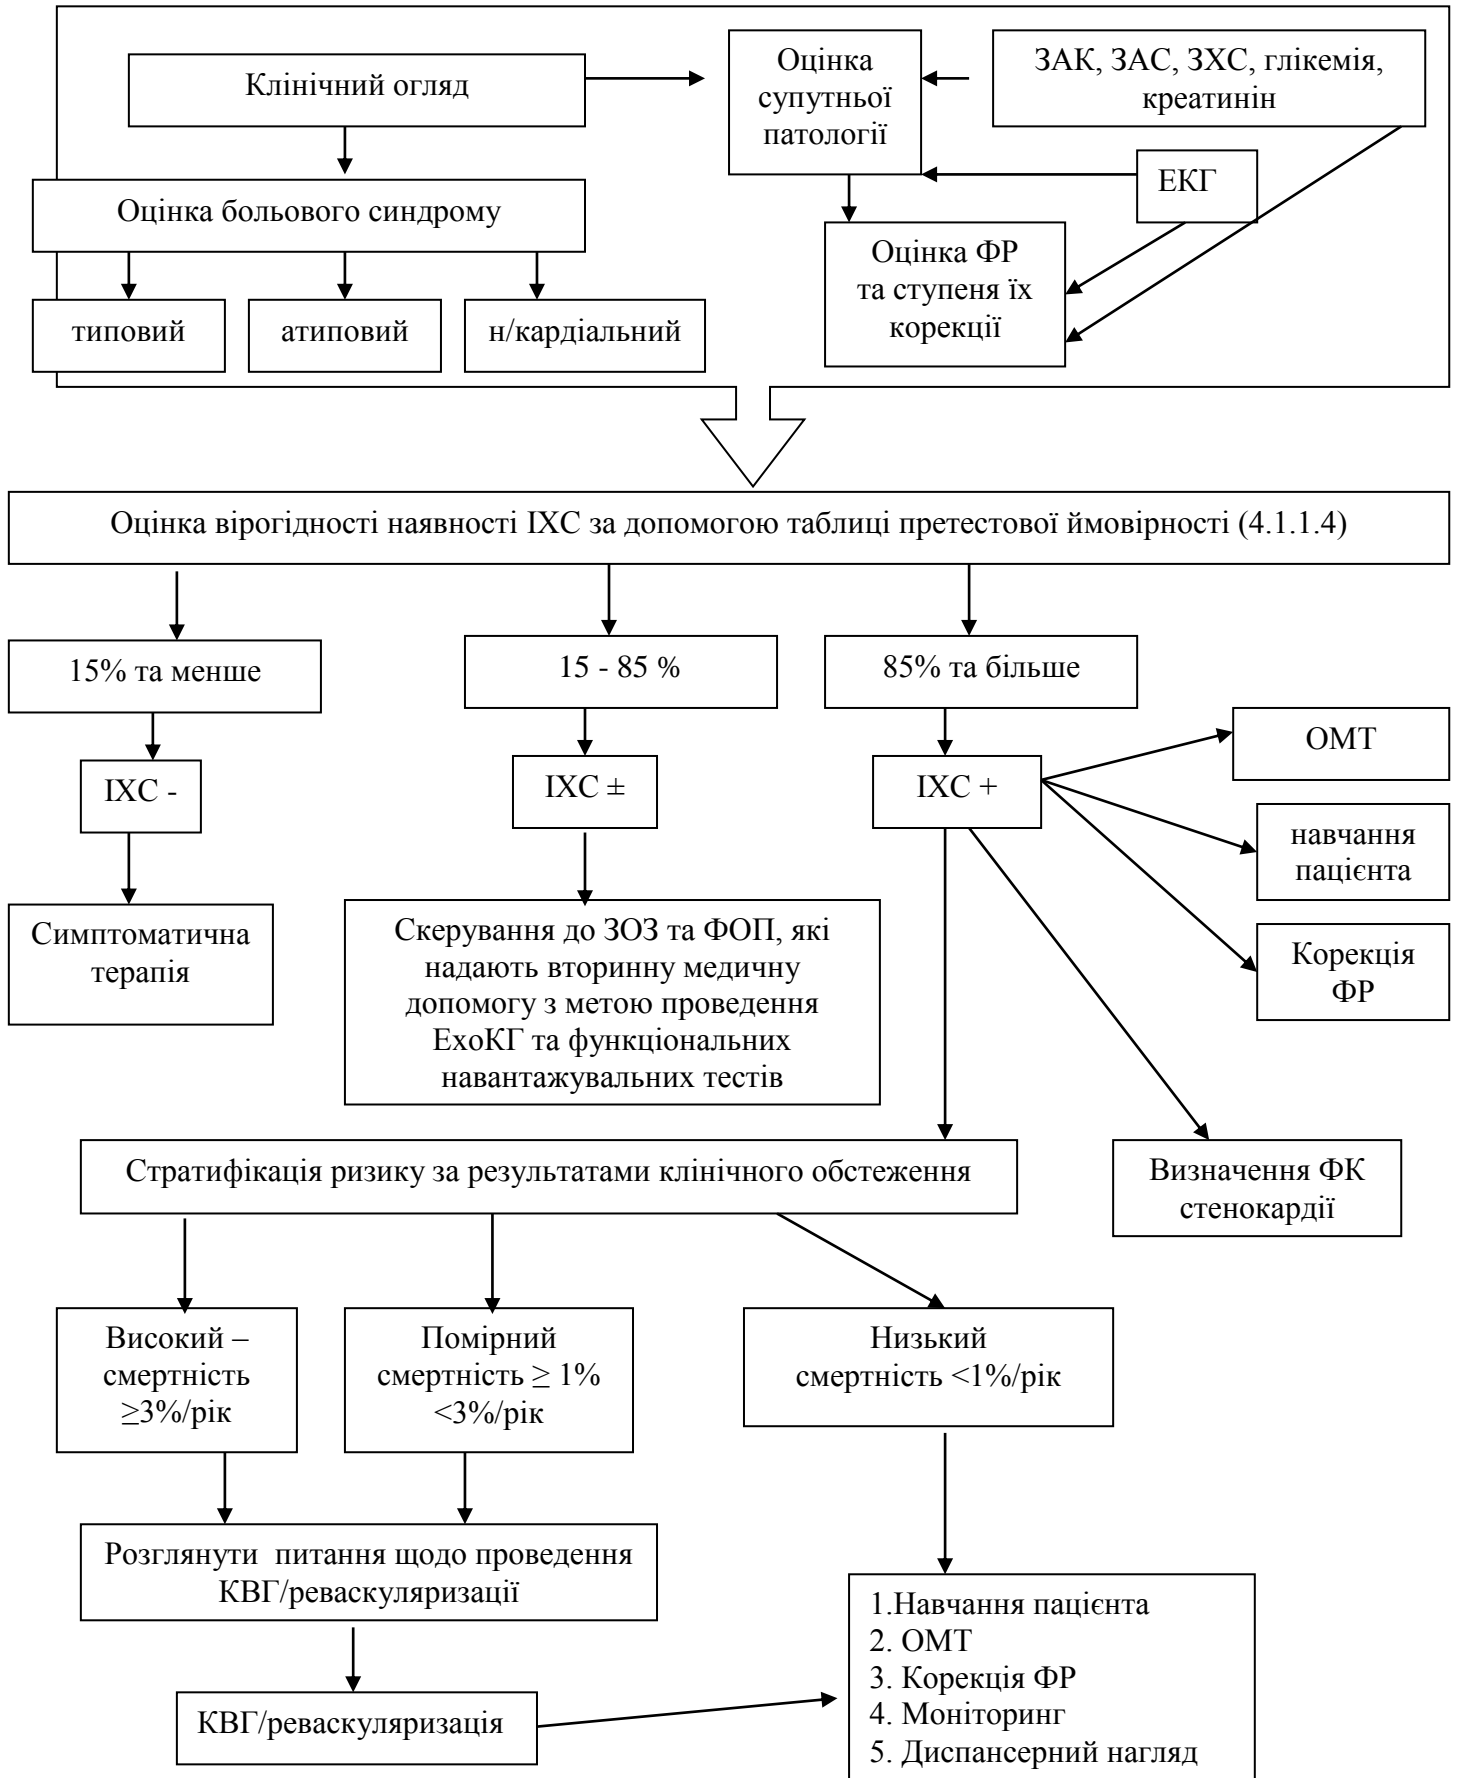 Клінічний огляд
Оцінка
супутньої
патології
ЗАК, ЗАС, ЗХС, глікемія,
креатинін
ЕКГ
Оцінка больового синдрому
Оцінка ФР
та ступеня їх
корекції
типовий
атиповий
н/кардіальний
Оцінка вірогідності наявності ІХС за допомогою таблиці претестової ймовірності (4.1.1.4)
15% та менше
15 - 85 %
85% та більше
ІХС -
ІХС ±
ІХС +
ОМТ
навчання
пацієнта
Корекція
ФР
Симптоматична
терапія
Скерування до ЗОЗ та ФОП, які
надають вторинну медичну
допомогу з метою проведення
ЕхоКГ та функціональних
навантажувальних тестів
Стратифікація ризику за результатами клінічного обстеження
Визначення ФК
стенокардії
Високий –
смертність
≥3%/рік
Помірний
смертність ≥ 1%
<3%/рік
Низький
смертність <1%/рік
Розглянути питання щодо проведення
КВГ/реваскуляризації
КВГ/реваскуляризація
1.Навчання пацієнта
2. ОМТ
3. Корекція ФР
4. Моніторинг
5. Диспансерний нагляд